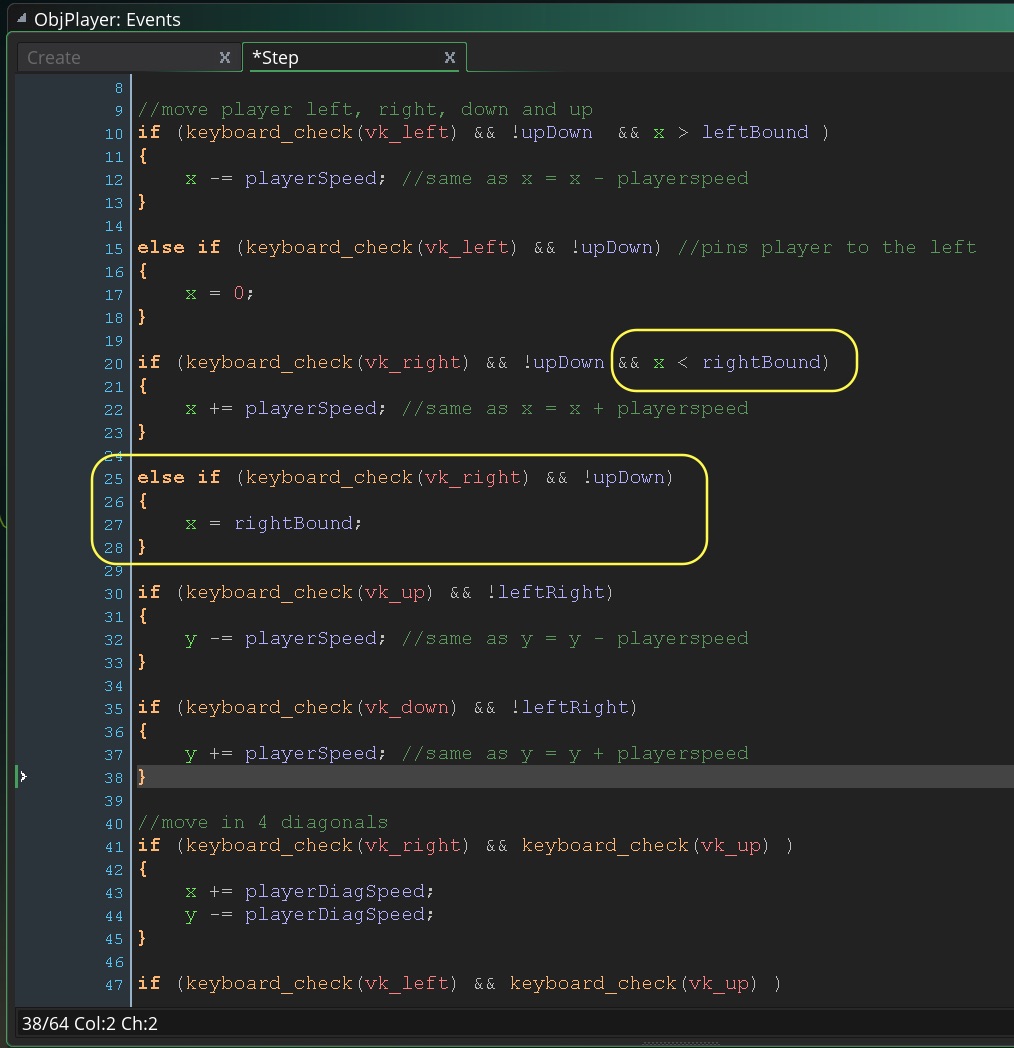 ObjPlayer: Events
Create X *Step X
8
9 //move player left, right, down and up
10 if (keyboard_check(vk_left) && !upDown  && x > leftBound )
11 {
12     x -= playerSpeed; //same as x = x - playerspeed
13 }
14
15 else if (keyboard_check(vk_left) && !upDown) //pins player to the left
16 {
17     x = 0;
18 }
19
20 if (keyboard_check(vk_right) && !upDown && x < rightBound)
21 {
22     x += playerSpeed; //same as x = x + playerspeed
23 }
24
25 else if (keyboard_check(vk_right) && !upDown)
26 {
27     x = rightBound;
28 }
29
30 if (keyboard_check(vk_up) && !leftRight)
31 {
32     y -= playerSpeed; //same as y = y - playerspeed
33 }
34
35 if (keyboard_check(vk_down) && !leftRight)
36 {
37     y += playerSpeed; //same as y = y + playerspeed
38 }
39
40 //move in 4 diagonals
41 if (keyboard_check(vk_right) && keyboard_check(vk_up) )
42 {
43     x += playerDiagSpeed;
44     y -= playerDiagSpeed;
45 }
46
47 if (keyboard_check(vk_left) && keyboard_check(vk_up) )
38/64 Col:2 Ch:2